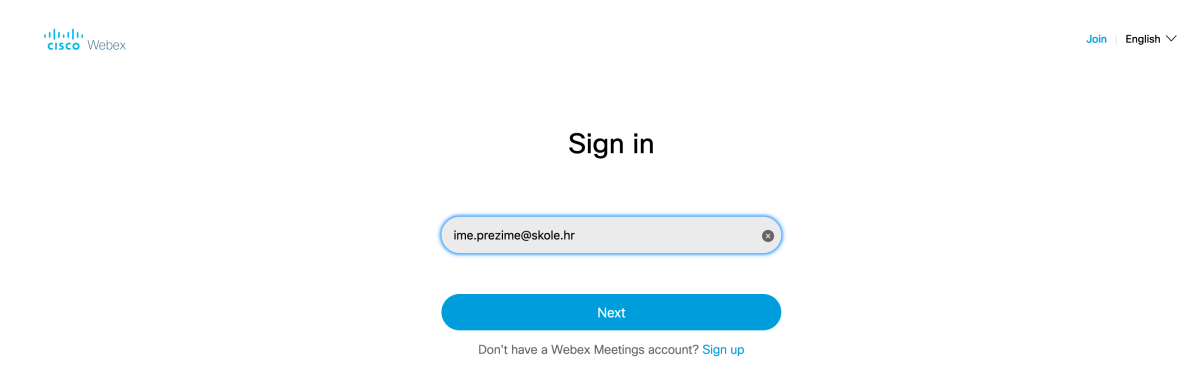 CISCO Webex
Join | English
Sign in
ime.prezime@skole.hr
Next
Don't have a Webex Meetings account? Sign up